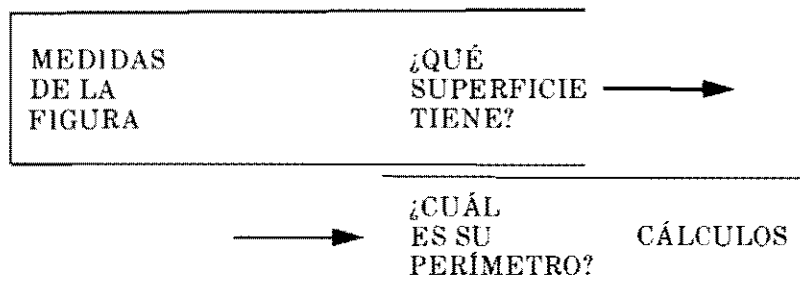 MEDIDAS
DE LA
FIGURA
¿QUÉ
SUPERFICIE
TIENE?
¿CUÁL
ES SU
PERÍMETRO?
CÁLCULOS